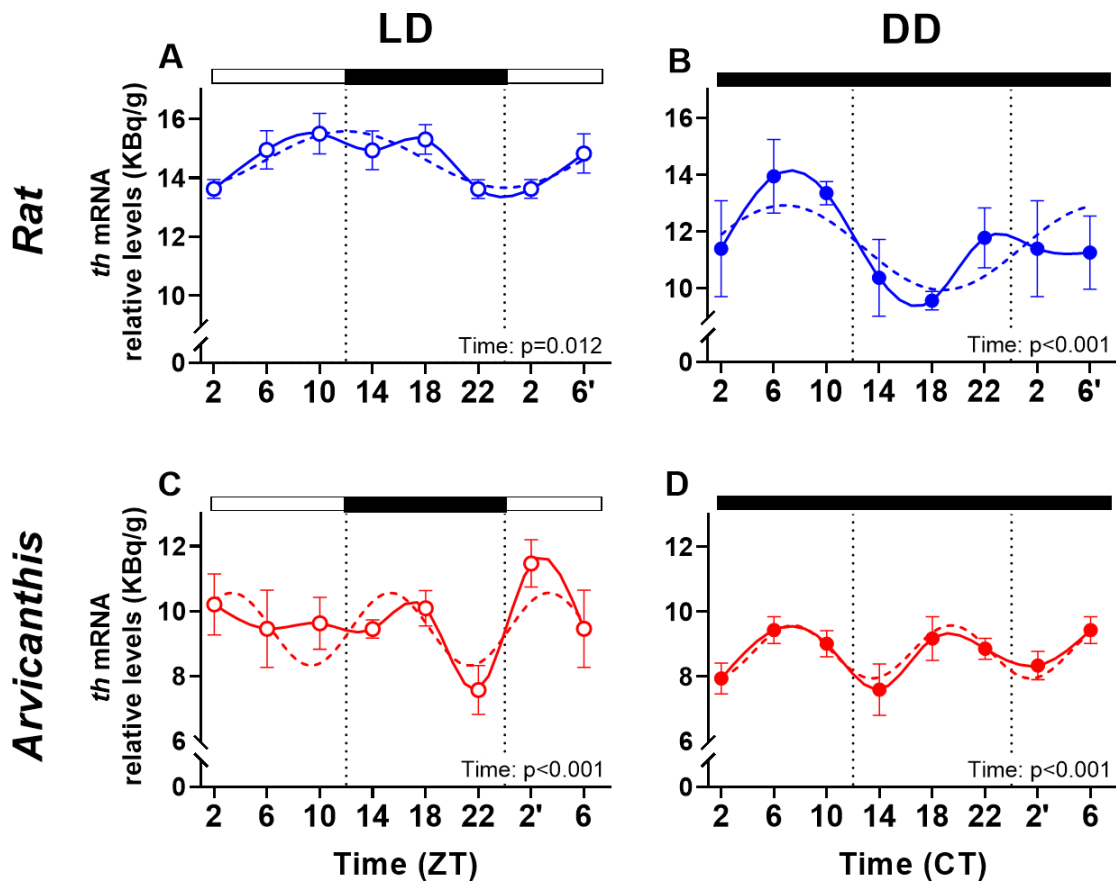 LD
DD
Rat
A
th mRNA
relative levels (KBq/g)
16
14
12
10
0
Time: p=0.012
2 6 10 14 18 22 2 6'
B
16
14
12
10
0
Time: p<0.001
2 6 10 14 18 22 2 6'
Arvicanthis
C
th mRNA
relative levels (KBq/g)
12
10
8
6
0
Time: p<0.001
2 6 10 14 18 22 2' 6
Time (ZT)
D
12
10
8
6
0
Time: p<0.001
2 6 10 14 18 22 2' 6
Time (CT)